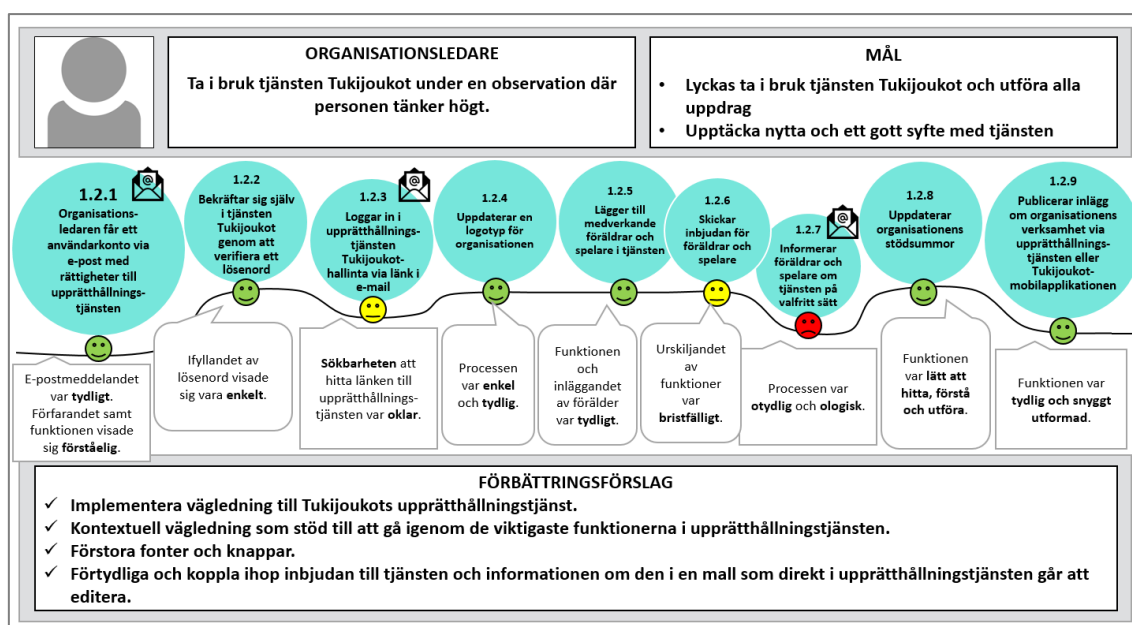 ORGANISATIONSLEDARE
Ta i bruk tjänsten Tukijoukot under en observation där
personen tänker högt.
MÅL
• Lyckas ta i bruk tjänsten Tukijoukot och utföra alla
uppdrag
• Upptäcka nytta och ett gott syfte med tjänsten
1.2.1
Organisations-
ledaren får ett
användarkonto via
e-post med
rättigheter till
upprätthållnings-
tjänsten
1.2.2
Bekräftar sig själv
i tjänsten
Tukijoukot
genom att
verifiera ett
lösenord
1.2.3
Loggar in i
upprätthållnings-
tjänsten
Tukijoukot-
hallinta via länk i
e-mail
1.2.4
Uppdaterar en
logotyp för
organisationen
1.2.5
Lägger till
medverkande
föräldrar och
spelare i tjänsten
1.2.6
Skickar
inbjudan för
föräldrar och
spelare
1.2.7
Informerar
föräldrar och
spelare om
tjänsten på
valfritt sätt
1.2.8
Uppdaterar
organisationens
stödsummor
1.2.9
Publicerar inlägg
om organisationens
verksamhet via
upprätthållnings-
tjänsten eller
Tukijoukot-
mobilapplikationen
E-postmeddelandet
var tydligt.
Förfarandet samt
funktionen visade
sig förståelig.
Ifyllandet av
lösenord visade
sig vara enkelt.
Sökbarheten att
hitta länken till
upprätthållnings-
tjänsten var oklar.
Processen
var enkel
och tydlig.
Funktionen
och
inläggandet
av förälder
var tydligt.
Urskiljandet
av
funktioner
var
bristfälligt.
Processen var
otydlig och ologisk.
Funktionen
var lätt att
hitta, förstå
och utföra.
Funktionen var
tydlig och snyggt
utformad.
FÖRBÄTTRINGSFÖRSLAG
✓ Implementera vägledning till Tukijoukots upprätthållningstjänst.
✓ Kontextuell vägledning som stöd till att gå igenom de viktigaste funktionerna i upprätthållningstjänsten.
✓ Förstora fonter och knappar.
✓ Förtydliga och koppla ihop inbjudan till tjänsten och informationen om den i en mall som direkt i upprätthållningstjänsten går att
editera.